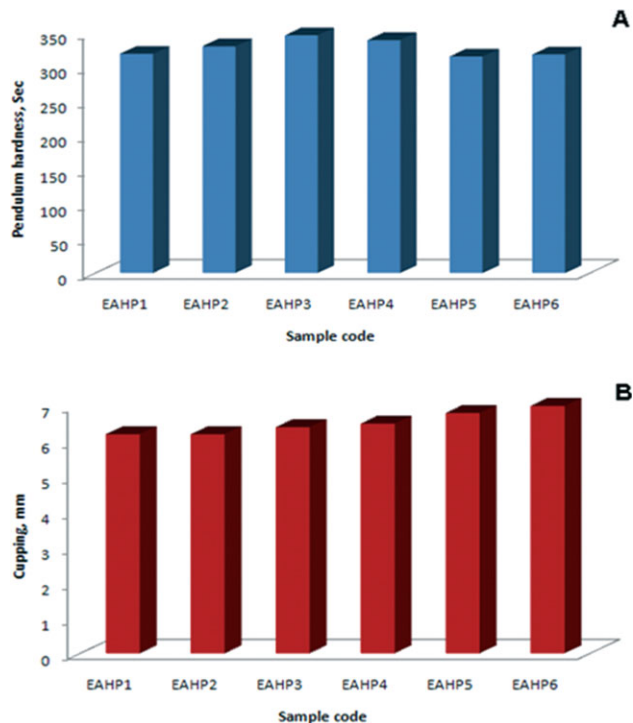 A
350
300
250
200
150
100
50
0
Pendulum hardness, Sec
EAHP1 EAHP2 EAHP3 EAHP4 EAHP5 EAHP6
Sample code
B
7
6
5
4
3
2
1
0
Cupping, mm
EAHP1 EAHP2 EAHP3 EAHP4 EAHP5 EAHP6
Sample code